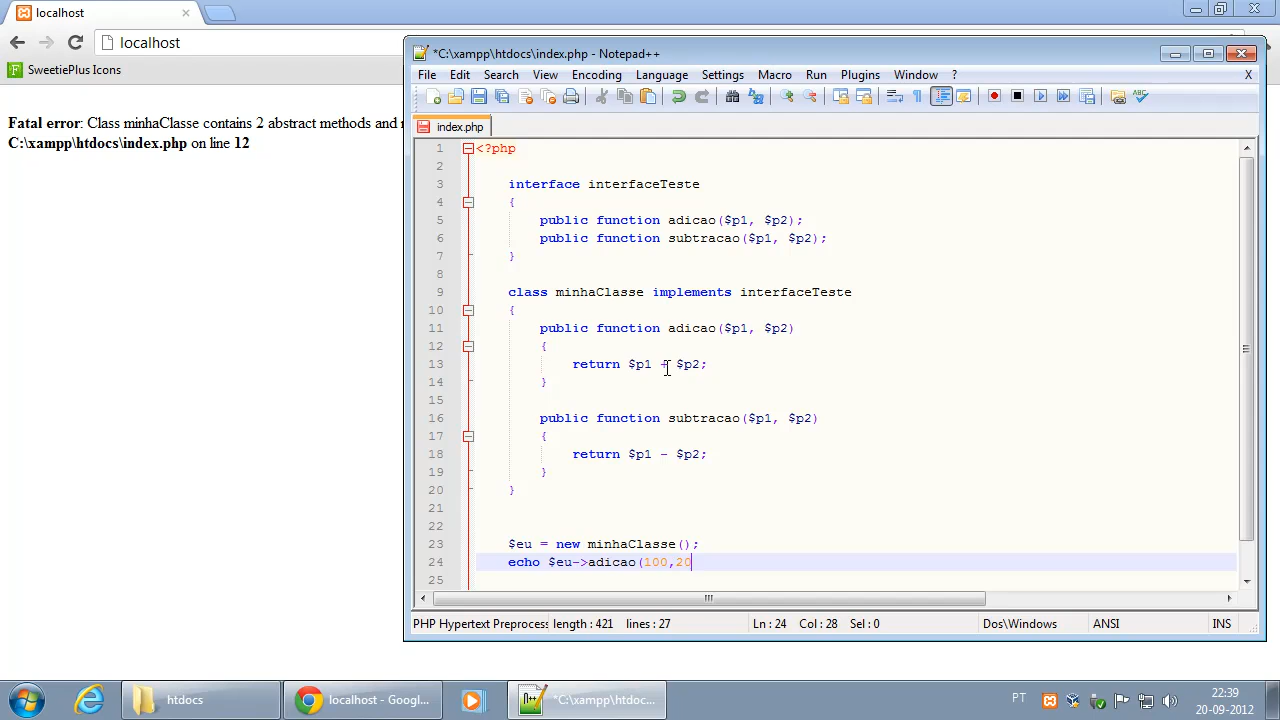 localhost
localhost
SweetiePlus Icons
Fatal error: Class minhaClasse contains 2 abstract methods and
C:\xampp\htdocs\index.php on line 12
*C:\xampp\htdocs\index.php - Notepad++
File Edit Search View Encoding Language Settings Macro Run Plugins Window ? X
index.php
1 <?php
2
3 interface interfaceTeste
4 {
5 public function adicao($p1, $p2);
6 public function subtracao($p1, $p2);
7 }
8
9 class minhaClasse implements interfaceTeste
10 {
11 public function adicao($p1, $p2)
12 {
13 return $p1 + $p2;
14 }
15
16 public function subtracao($p1, $p2)
17 {
18 return $p1 - $p2;
19 }
20 }
21
22
23 $eu = new minhaClasse();
24 echo $eu->adicao(100,20
25
PHP Hypertext Preprocess length : 421 lines : 27 Ln : 24 Col : 28 Sel : 0 Dos\Windows ANSI INS
htdocs
localhost - Googl...
*C:\xampp\htdoc...
PT
22:39
20-09-2012